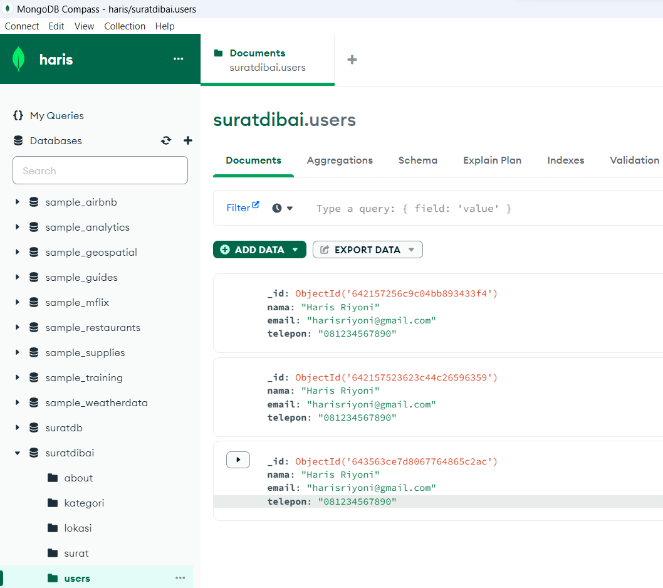 MongoDB Compass - haris/suratdibai.users
Connect Edit View Collection Help
haris
...
Documents
suratdibai.users
+
{} My Queries
Databases
+
Search
sample_airbnb
sample_analytics
sample_geospatial
sample_guides
sample_mflix
sample_restaurants
sample_supplies
sample_training
sample_weatherdata
suratdb
suratdibai
about
kategori
lokasi
surat
users
...
suratdibai.users
Documents Aggregations Schema Explain Plan Indexes Validation
Filter Type a query: { field: 'value' }
ADD DATA EXPORT DATA
_id: ObjectId('642157256c9c04bb893433f4')
nama: "Haris Riyoni"
email: "harisriyoni@gmail.com"
telepon: "081234567890"
_id: ObjectId('642157523623c44c26596359')
nama: "Haris Riyoni"
email: "harisriyoni@gmail.com"
telepon: "081234567890"
_id: ObjectId('643563ce7d8067764865c2ac')
nama: "Haris Riyoni"
email: "harisriyoni@gmail.com"
telepon: "081234567890"